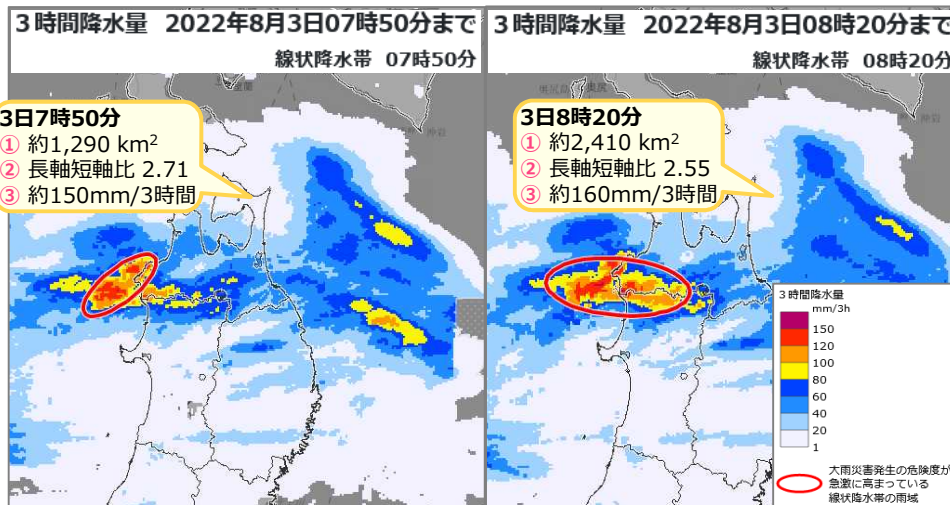 3時間降水量 2022年8月3日07時50分まで
線状降水帯 07時50分
3日7時50分
① 約1,290 km²
② 長軸短軸比 2.71
③ 約150mm/3時間
3時間降水量 2022年8月3日08時20分まで
線状降水帯 08時20分
奥尻
3日8時20分
① 約2,410 km²
② 長軸短軸比 2.55
③ 約160mm/3時間
3時間降水量
mm/3h
150
120
100
80
60
40
20
1
大雨災害発生の危険度が
急激に高まっている
線状降水帯の雨域